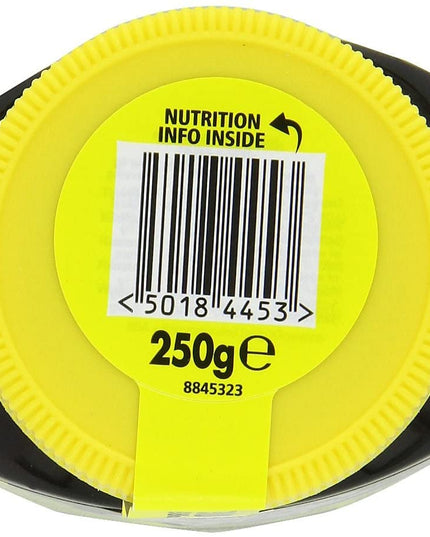 NUTRITION
INFO INSIDE
<5018 4453>
250g℮
8845323